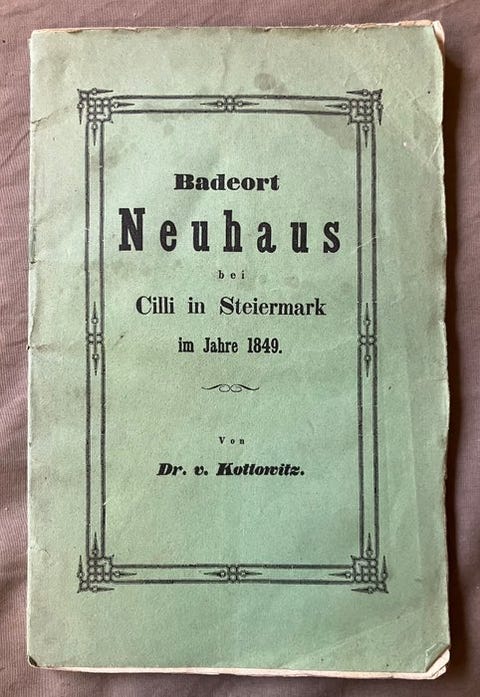 Badeort
Neuhaus
bei
Cilli in Steiermark
im Jahre 1849.
Von
Dr. v. Kottowitz.